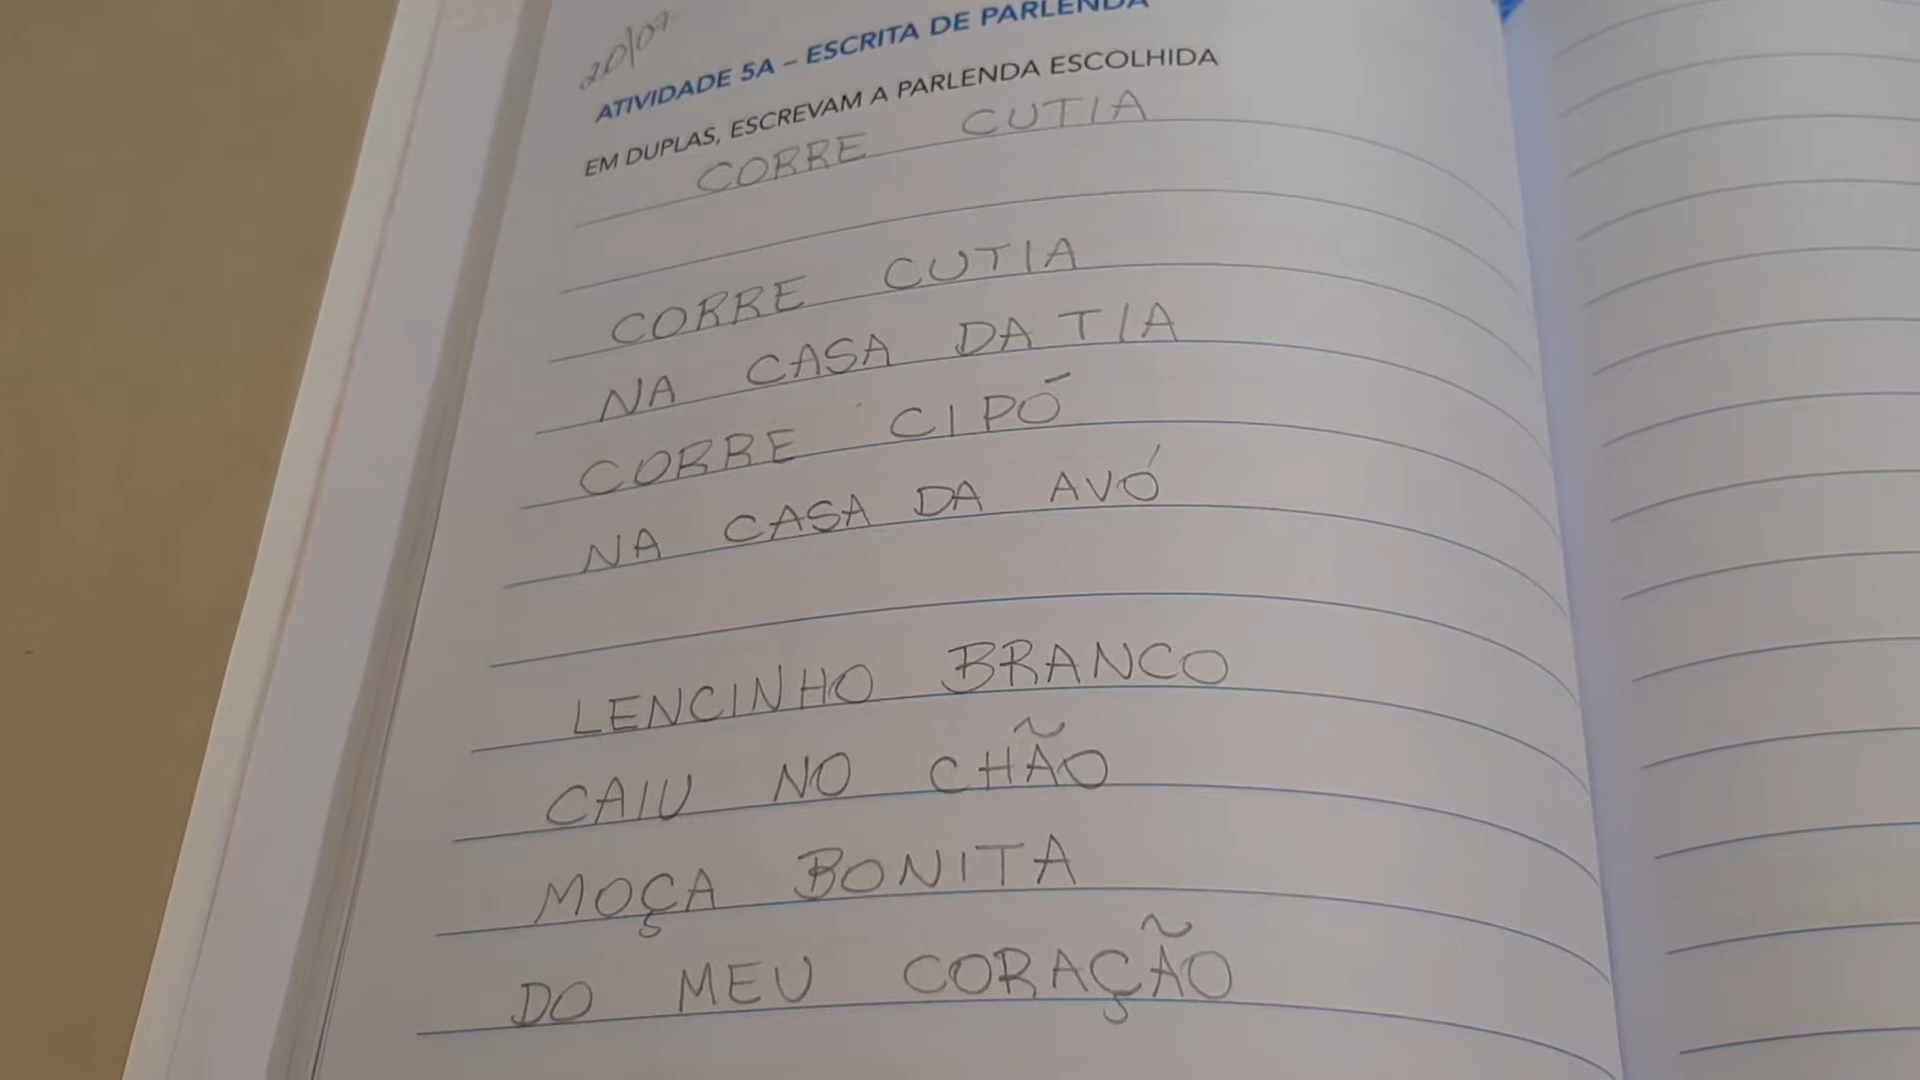 20/07
ATIVIDADE 5A – ESCRITA DE PARLENDA
EM DUPLAS, ESCREVAM A PARLENDA ESCOLHIDA
CORRE CUTIA
CORRE CUTIA
NA CASA DA TIA
CORRE CIPÓ
NA CASA DA AVÓ
LENCINHO BRANCO
CAIU NO CHÃO
MOÇA BONITA
DO MEU CORAÇÃO